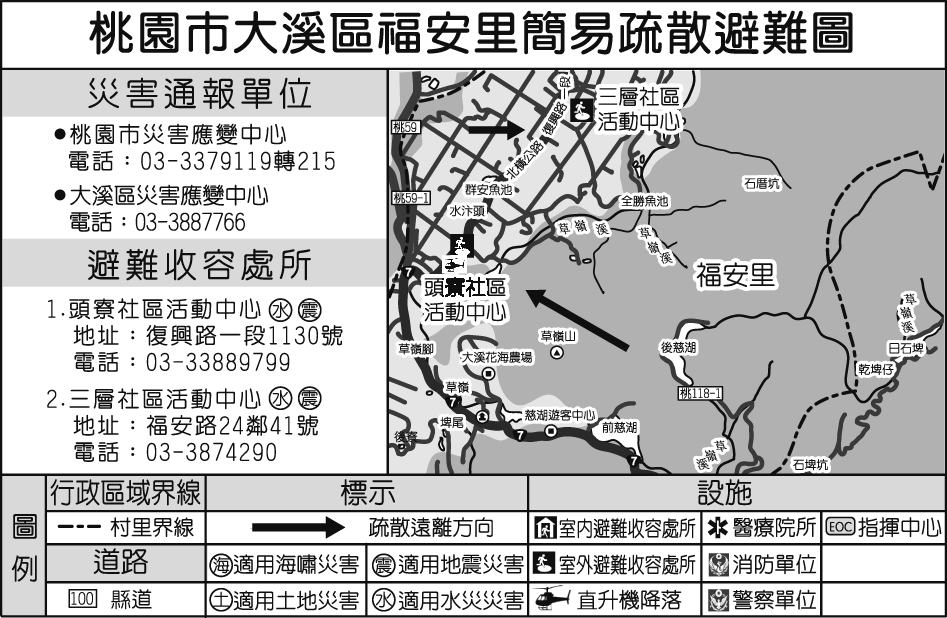 桃園市大溪區福安里簡易疏散避難圖
災害通報單位
●桃園市災害應變中心
電話：03-3379119轉215
●大溪區災害應變中心
電話：03-3887766
避難收容處所
1.頭寮社區活動中心 水 震
地址：復興路一段1130號
電話：03-33889799
2.三層社區活動中心 水 震
地址：福安路24鄰41號
電話：03-3874290
桃59
復興路一段
三層社區
活動中心
北橫公路
桃59-1
群安魚池
水汴頭
石厝坑
全勝魚池
草嶺溪
草嶺溪
7
頭寮社區
活動中心
福安里
草嶺溪
草嶺腳
草嶺山
大溪花海農場
後慈湖
日石埤
乾埤仔
草嶺
桃118-1
7
埤尾
慈湖遊客中心
7
前慈湖
後寮
7
草嶺溪
石埤坑
圖例
行政區域界線
標示
設施
村里界線
疏散遠離方向
室內避難收容處所
醫療院所
EOC 指揮中心
道路
海 適用海嘯災害
震 適用地震災害
室外避難收容處所
消防單位
100 縣道
土 適用土地災害
水 適用水災災害
直升機降落
警察單位